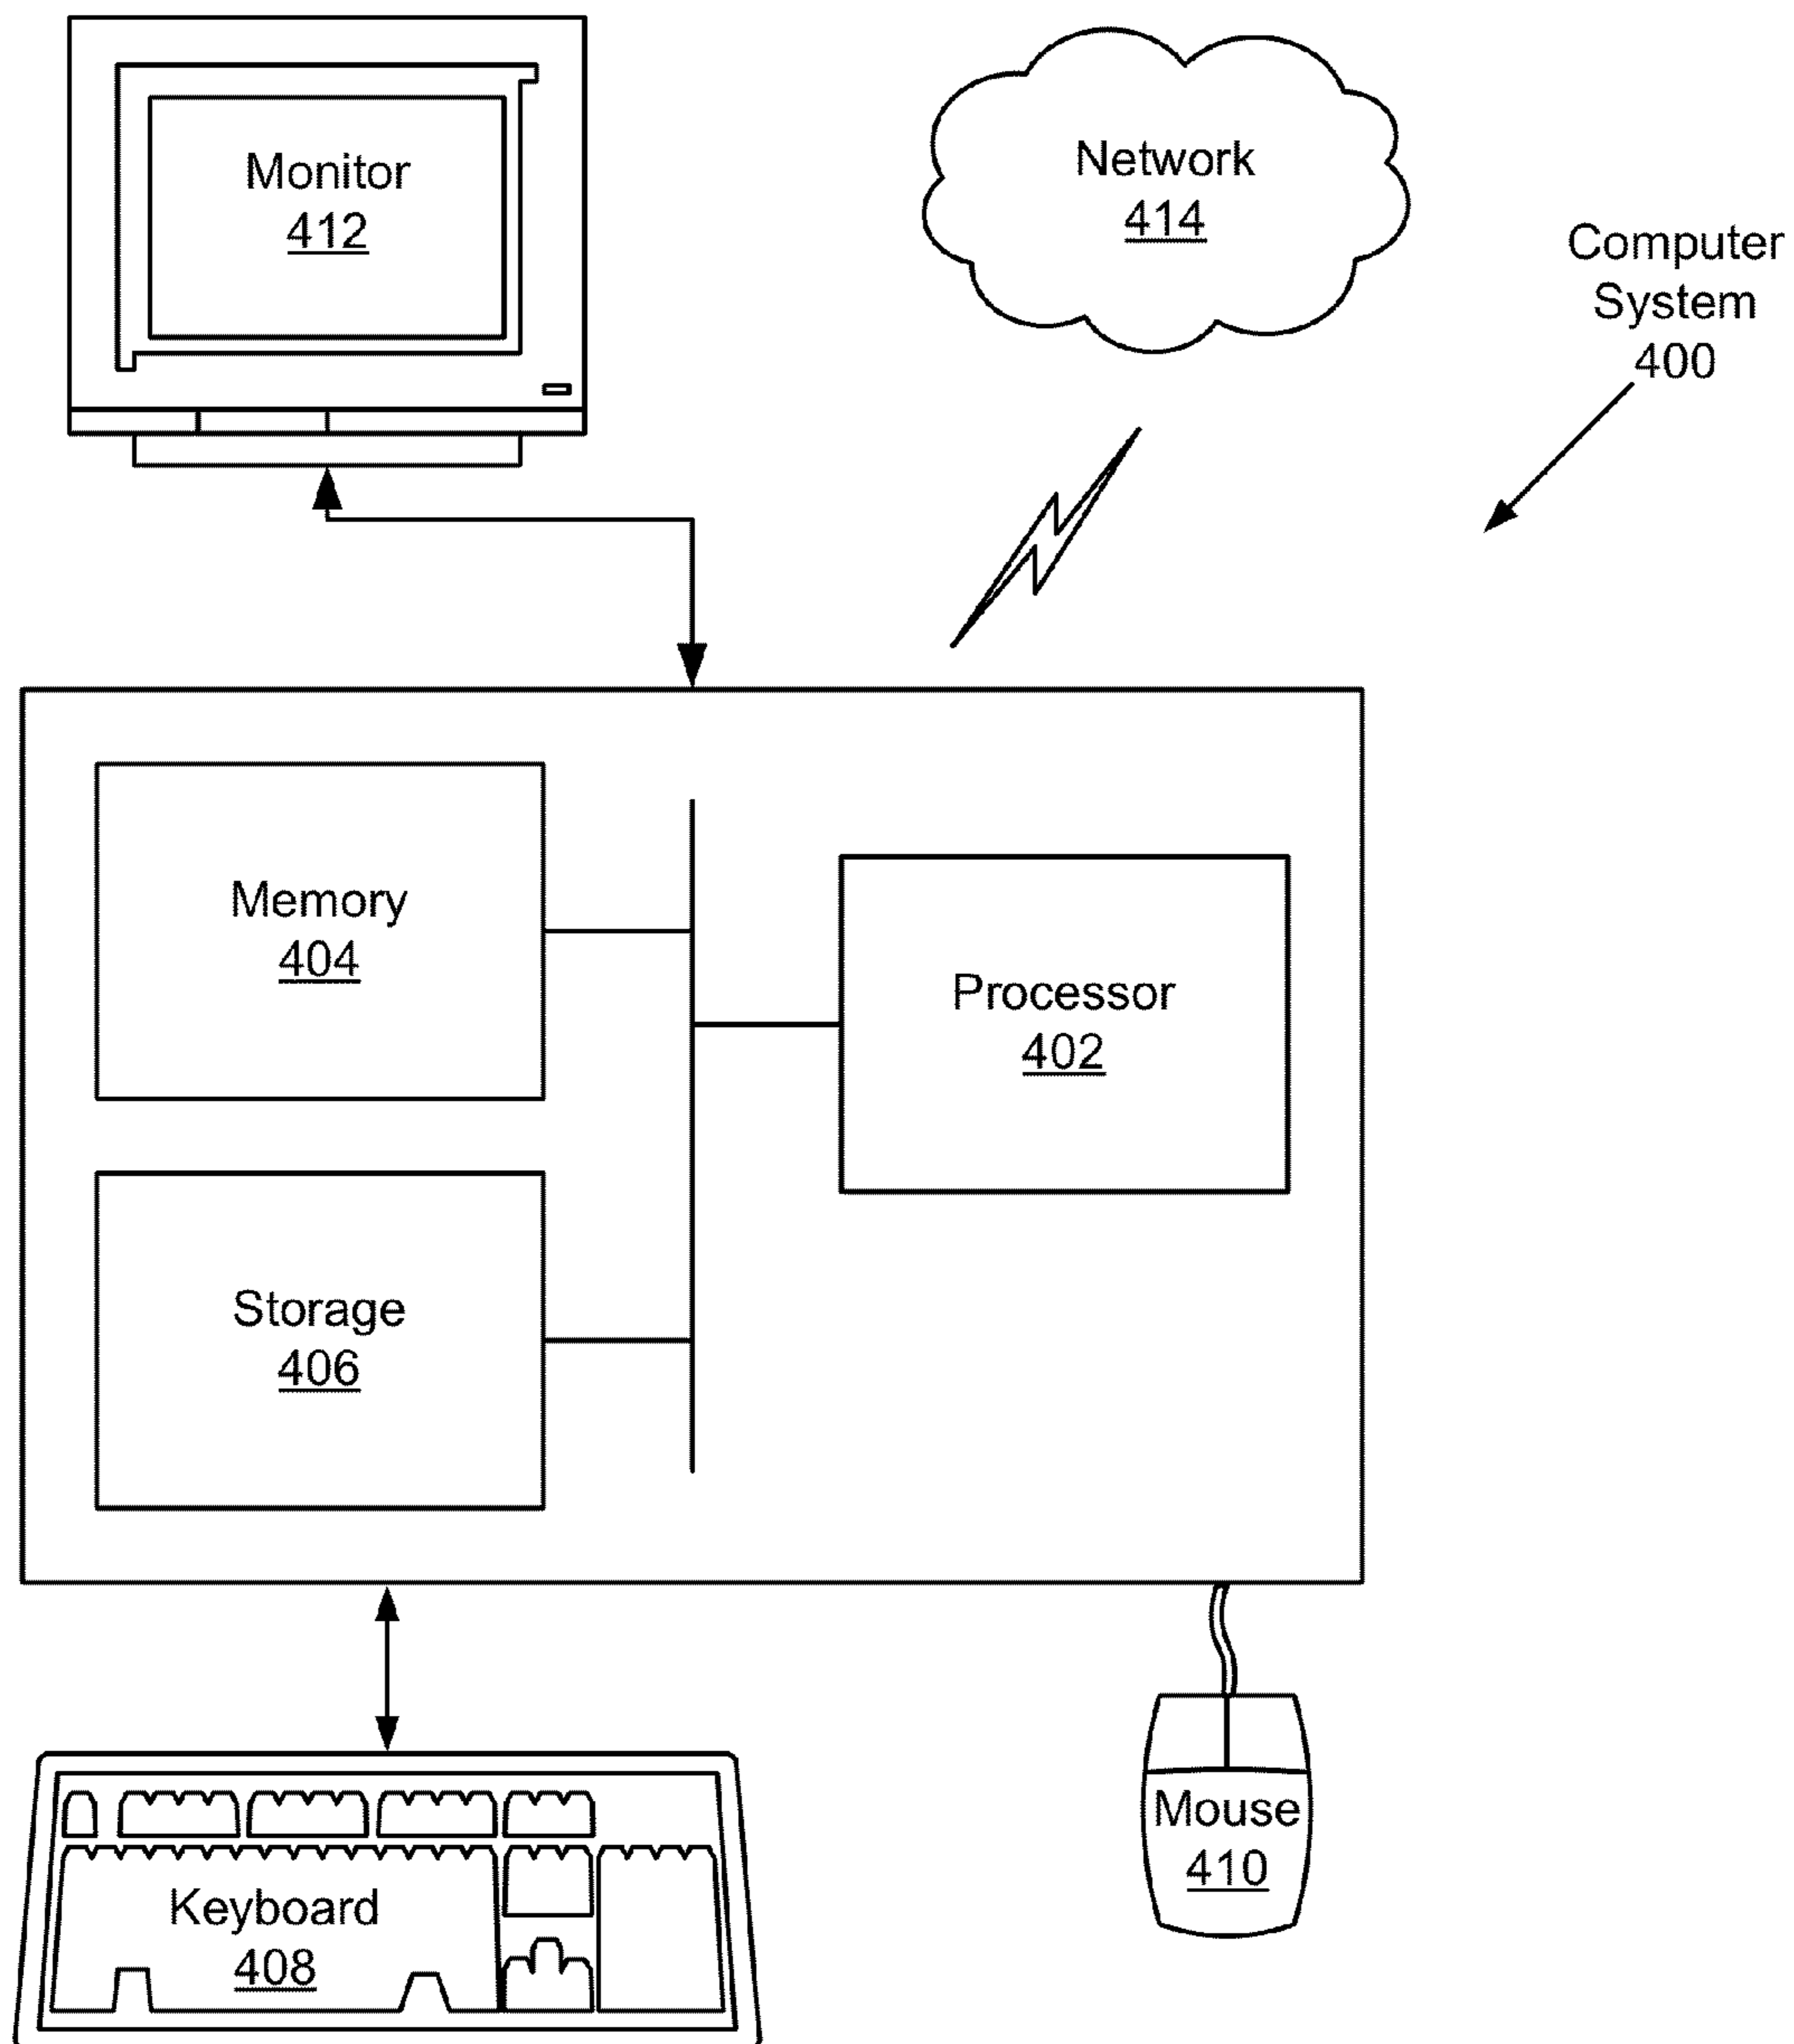 Monitor
412
Network
414
Computer
System
400
Memory
404
Processor
402
Storage
406
Keyboard
408
Mouse
410